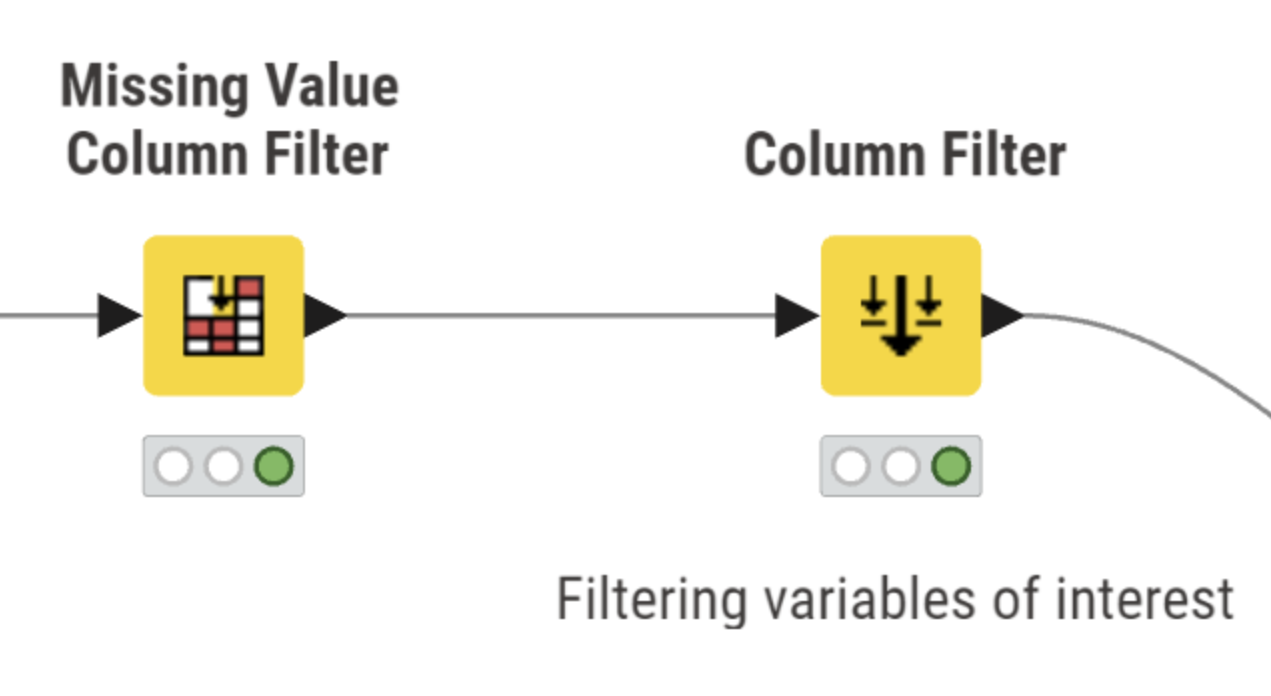 Missing Value
Column Filter
Column Filter
Filtering variables of interest